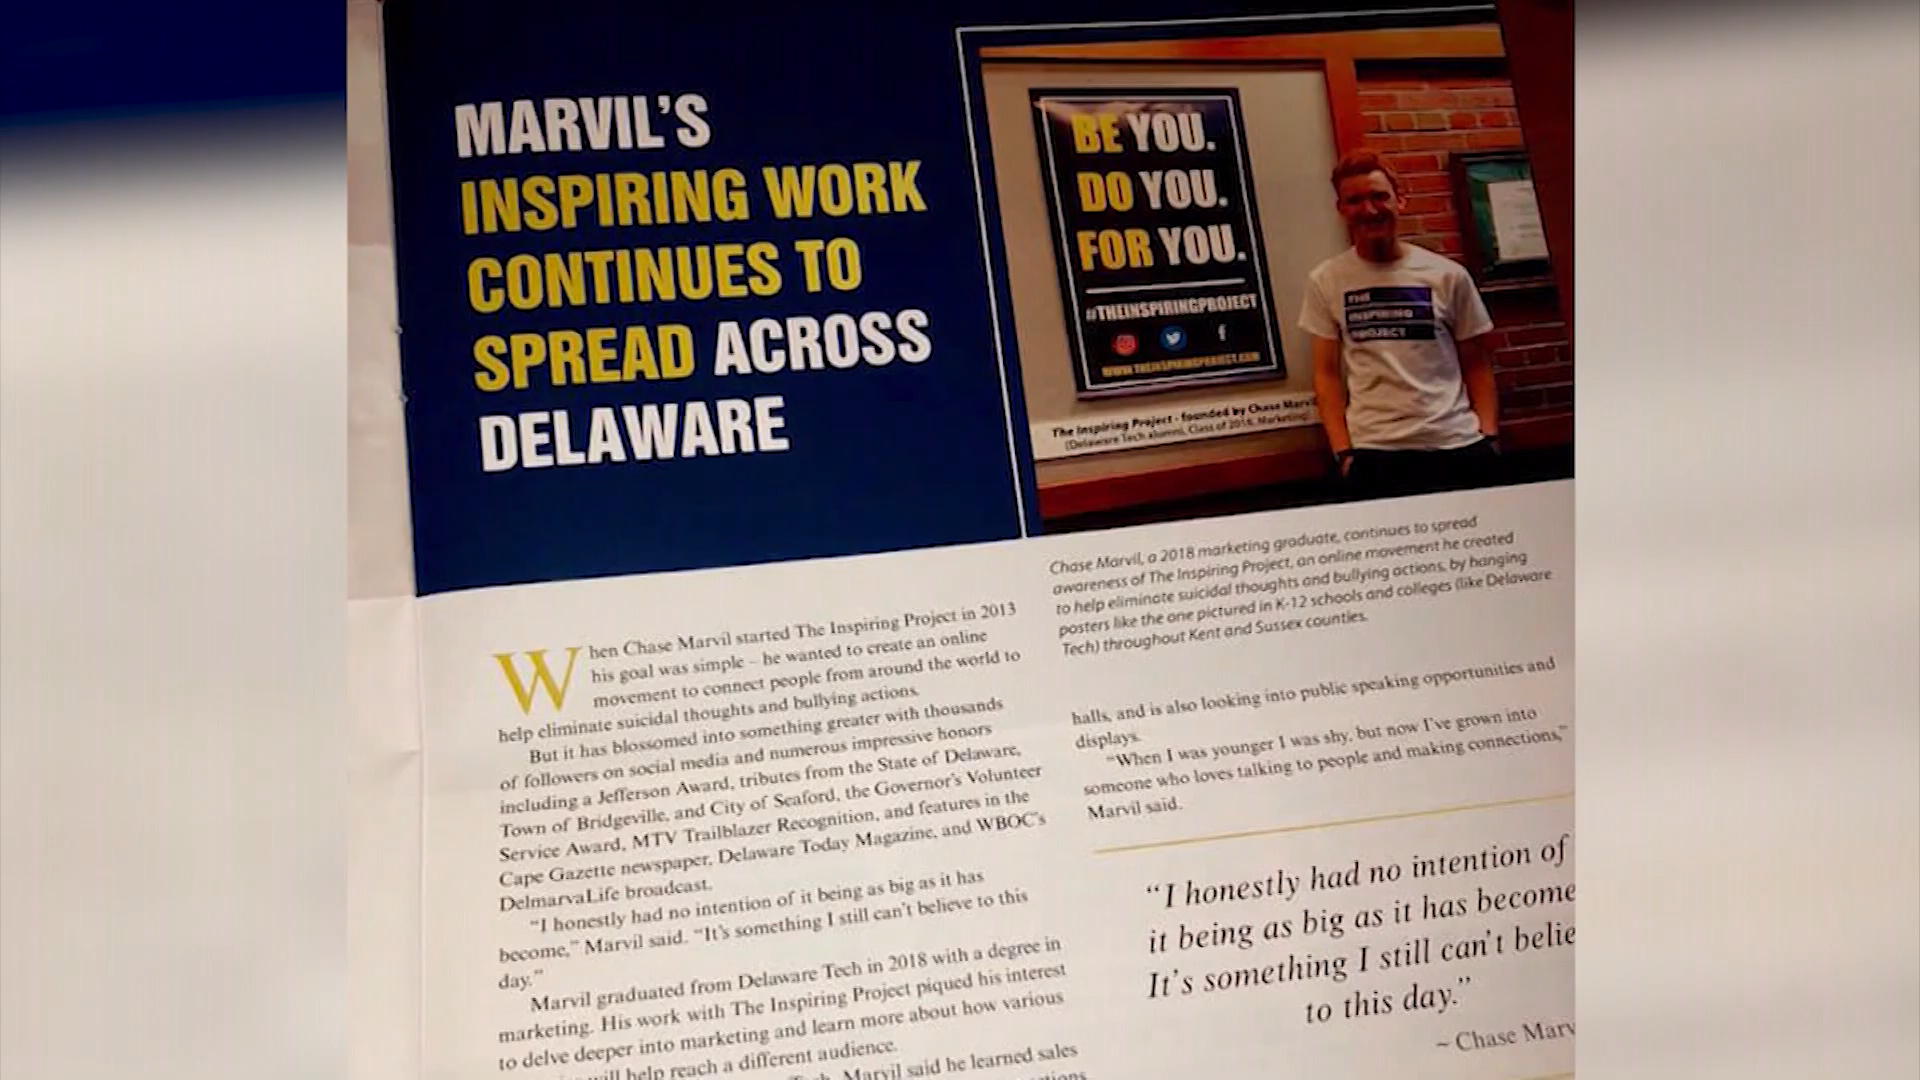 MARVIL'S
INSPIRING WORK
CONTINUES TO
SPREAD ACROSS
DELAWARE
BE YOU.
DO YOU.
FOR YOU.
#THEINSPIRINGPROJECT
WWW.THEINSPIRINGPROJECT.COM
The Inspiring Project - founded by Chase Marvil
(Delaware Tech alumni, Class of 2018, Marketing)
THE
INSPIRING
PROJECT
Chase Marvil, a 2018 marketing graduate, continues to spread
awareness of The Inspiring Project, an online movement he created
to help eliminate suicidal thoughts and bullying actions, by hanging
posters like the one pictured in K-12 schools and colleges (like Delaware
Tech) throughout Kent and Sussex counties.
When Chase Marvil started The Inspiring Project in 2013
his goal was simple – he wanted to create an online
movement to connect people from around the world to
help eliminate suicidal thoughts and bullying actions.
But it has blossomed into something greater with thousands
of followers on social media and numerous impressive honors
including a Jefferson Award, tributes from the State of Delaware,
Town of Bridgeville, and City of Seaford, the Governor's Volunteer
Service Award, MTV Trailblazer Recognition, and features in the
Cape Gazette newspaper, Delaware Today Magazine, and WBOC's
DelmarvaLife broadcast.
"I honestly had no intention of it being as big as it has
become," Marvil said. "It's something I still can't believe to this
day."
Marvil graduated from Delaware Tech in 2018 with a degree in
marketing. His work with The Inspiring Project piqued his interest
to delve deeper into marketing and learn more about how various
will help reach a different audience.
Marvil said he learned sales
halls, and is also looking into public speaking opportunities and
displays.
"When I was younger I was shy, but now I've grown into
someone who loves talking to people and making connections,"
Marvil said.
"I honestly had no intention of
it being as big as it has become
It's something I still can't belie
to this day."
~ Chase Marv